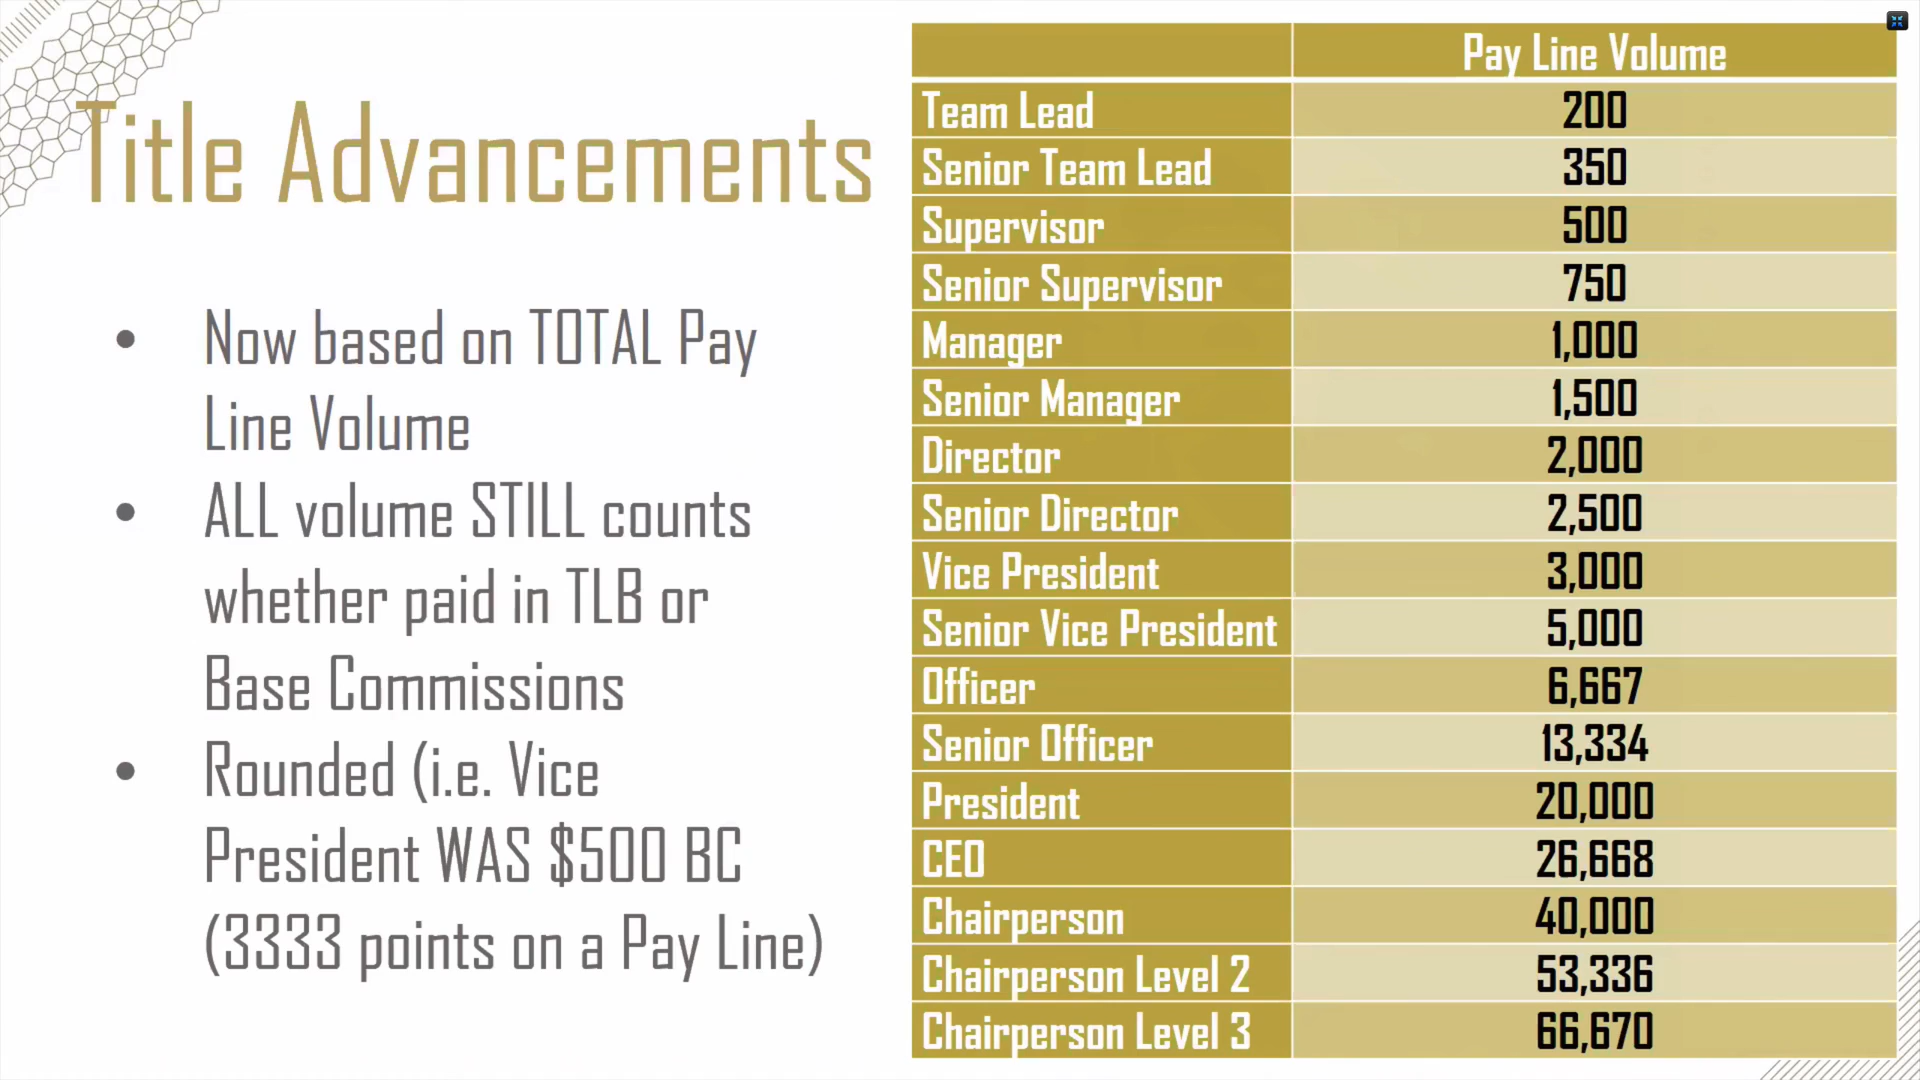 Title Advancements
• Now based on TOTAL Pay
Line Volume
• ALL volume STILL counts
whether paid in TLB or
Base Commissions
• Rounded (i.e. Vice
President WAS $500 BC
(3333 points on a Pay Line)
Pay Line Volume
Team Lead 200
Senior Team Lead 350
Supervisor 500
Senior Supervisor 750
Manager 1,000
Senior Manager 1,500
Director 2,000
Senior Director 2,500
Vice President 3,000
Senior Vice President 5,000
Officer 6,667
Senior Officer 13,334
President 20,000
CEO 26,668
Chairperson 40,000
Chairperson Level 2 53,336
Chairperson Level 3 66,670